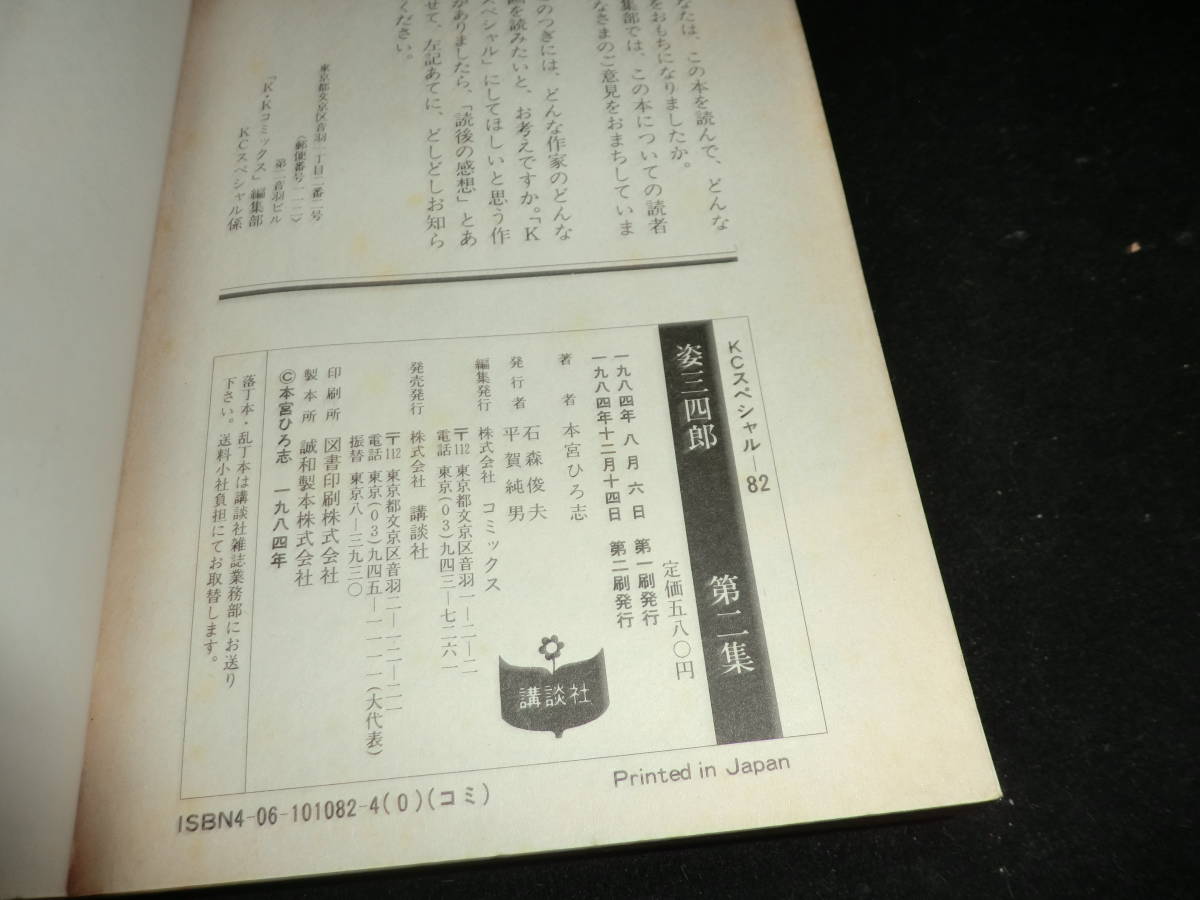 なたは、この本を読んで、どんな
をおもちになりましたか。
集部では、この本についての読者
なさまのご意見をおまちしていま
のつぎには、どんな作家のどんな
画を読みたいと、お考えですか。「K
スペシャル」にしてほしいと思う作
がありましたら、「読後の感想」とあ
せて、左記あてに、どしどしお知ら
ください。
東京都文京区音羽一丁目二番二号
(郵便番号一一二)
第二音羽ビル
「K・Kコミックス」編集部
KCスペシャル係
KCスペシャル—82
姿三四郎 第二集
定価五八〇円
一九八四年 八月 六日 第一刷発行
一九八四年十二月十四日 第二刷発行
著者 本宮ひろ志
発行者 石森俊夫
平賀純男
編集発行 株式会社 コミックス
〒112 東京都文京区音羽一—二—二
電話 東京(03)九四三—七二六一
発売発行 株式会社 講談社
〒112 東京都文京区音羽二—一二—二一
電話 東京(03)九四五—一一一一(大代表)
振替 東京八—三九三〇
印刷所 図書印刷株式会社
製本所 誠和製本株式会社
©本宮ひろ志 一九八四年
落丁本・乱丁本は講談社雑誌業務部にお送り
下さい。送料小社負担にてお取替します。
講談社
Printed in Japan
ISBN4-06-101082-4(0)(コミ)